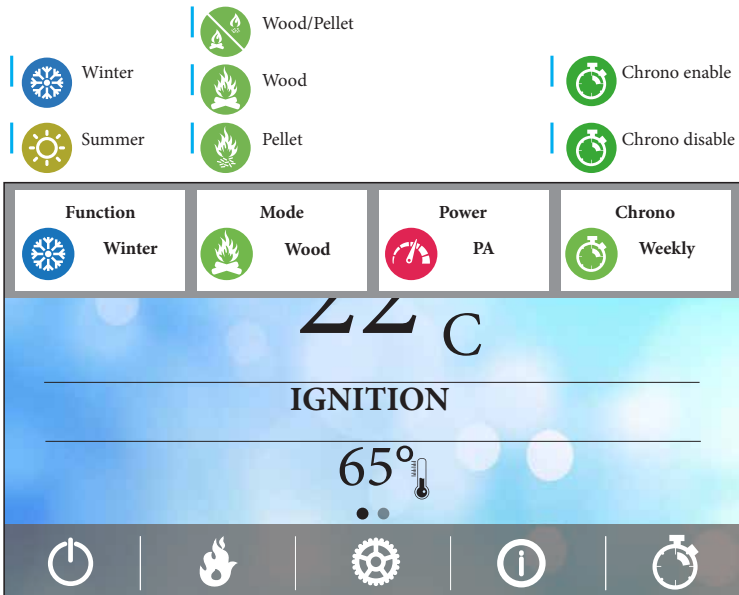 Wood/Pellet
Winter
Wood
Chrono enable
Summer
Pellet
Chrono disable
Function
Winter
Mode
Wood
Power
PA
Chrono
Weekly
22 C
IGNITION
65°